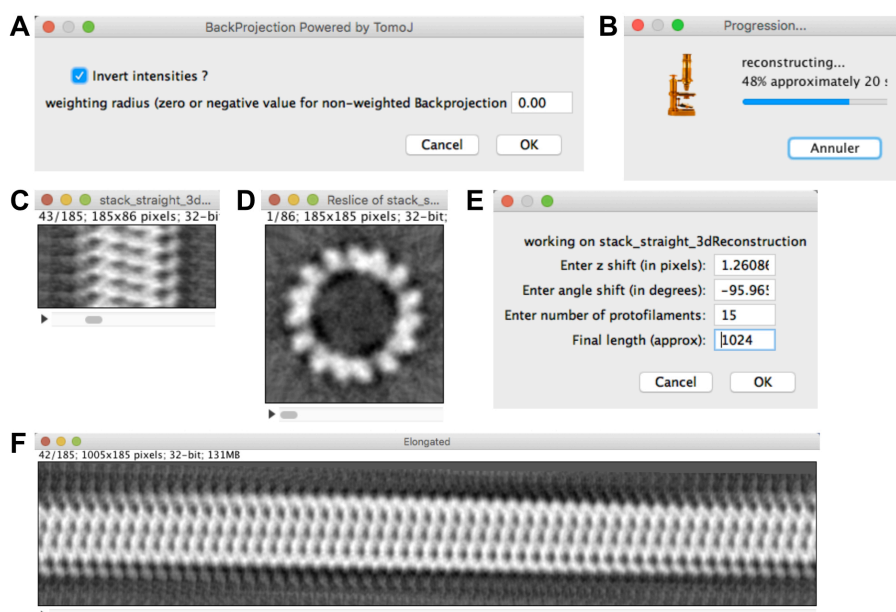 A
BackProjection Powered by TomoJ
Invert intensities ?
weighting radius (zero or negative value for non-weighted Backprojection 0.00
Cancel OK
B
Progression...
reconstructing...
48% approximately 20
Annuler
C
stack_straight_3d...
43/185; 185x86 pixels; 32-bit
D
Reslice of stack_s...
1/86; 185x185 pixels; 32-bit;
E
working on stack_straight_3dReconstruction
Enter z shift (in pixels): 1.26086
Enter angle shift (in degrees): -95.965
Enter number of protofilaments: 15
Final length (approx): 1024
Cancel OK
F
Elongated
42/185; 1005x185 pixels; 32-bit; 131MB